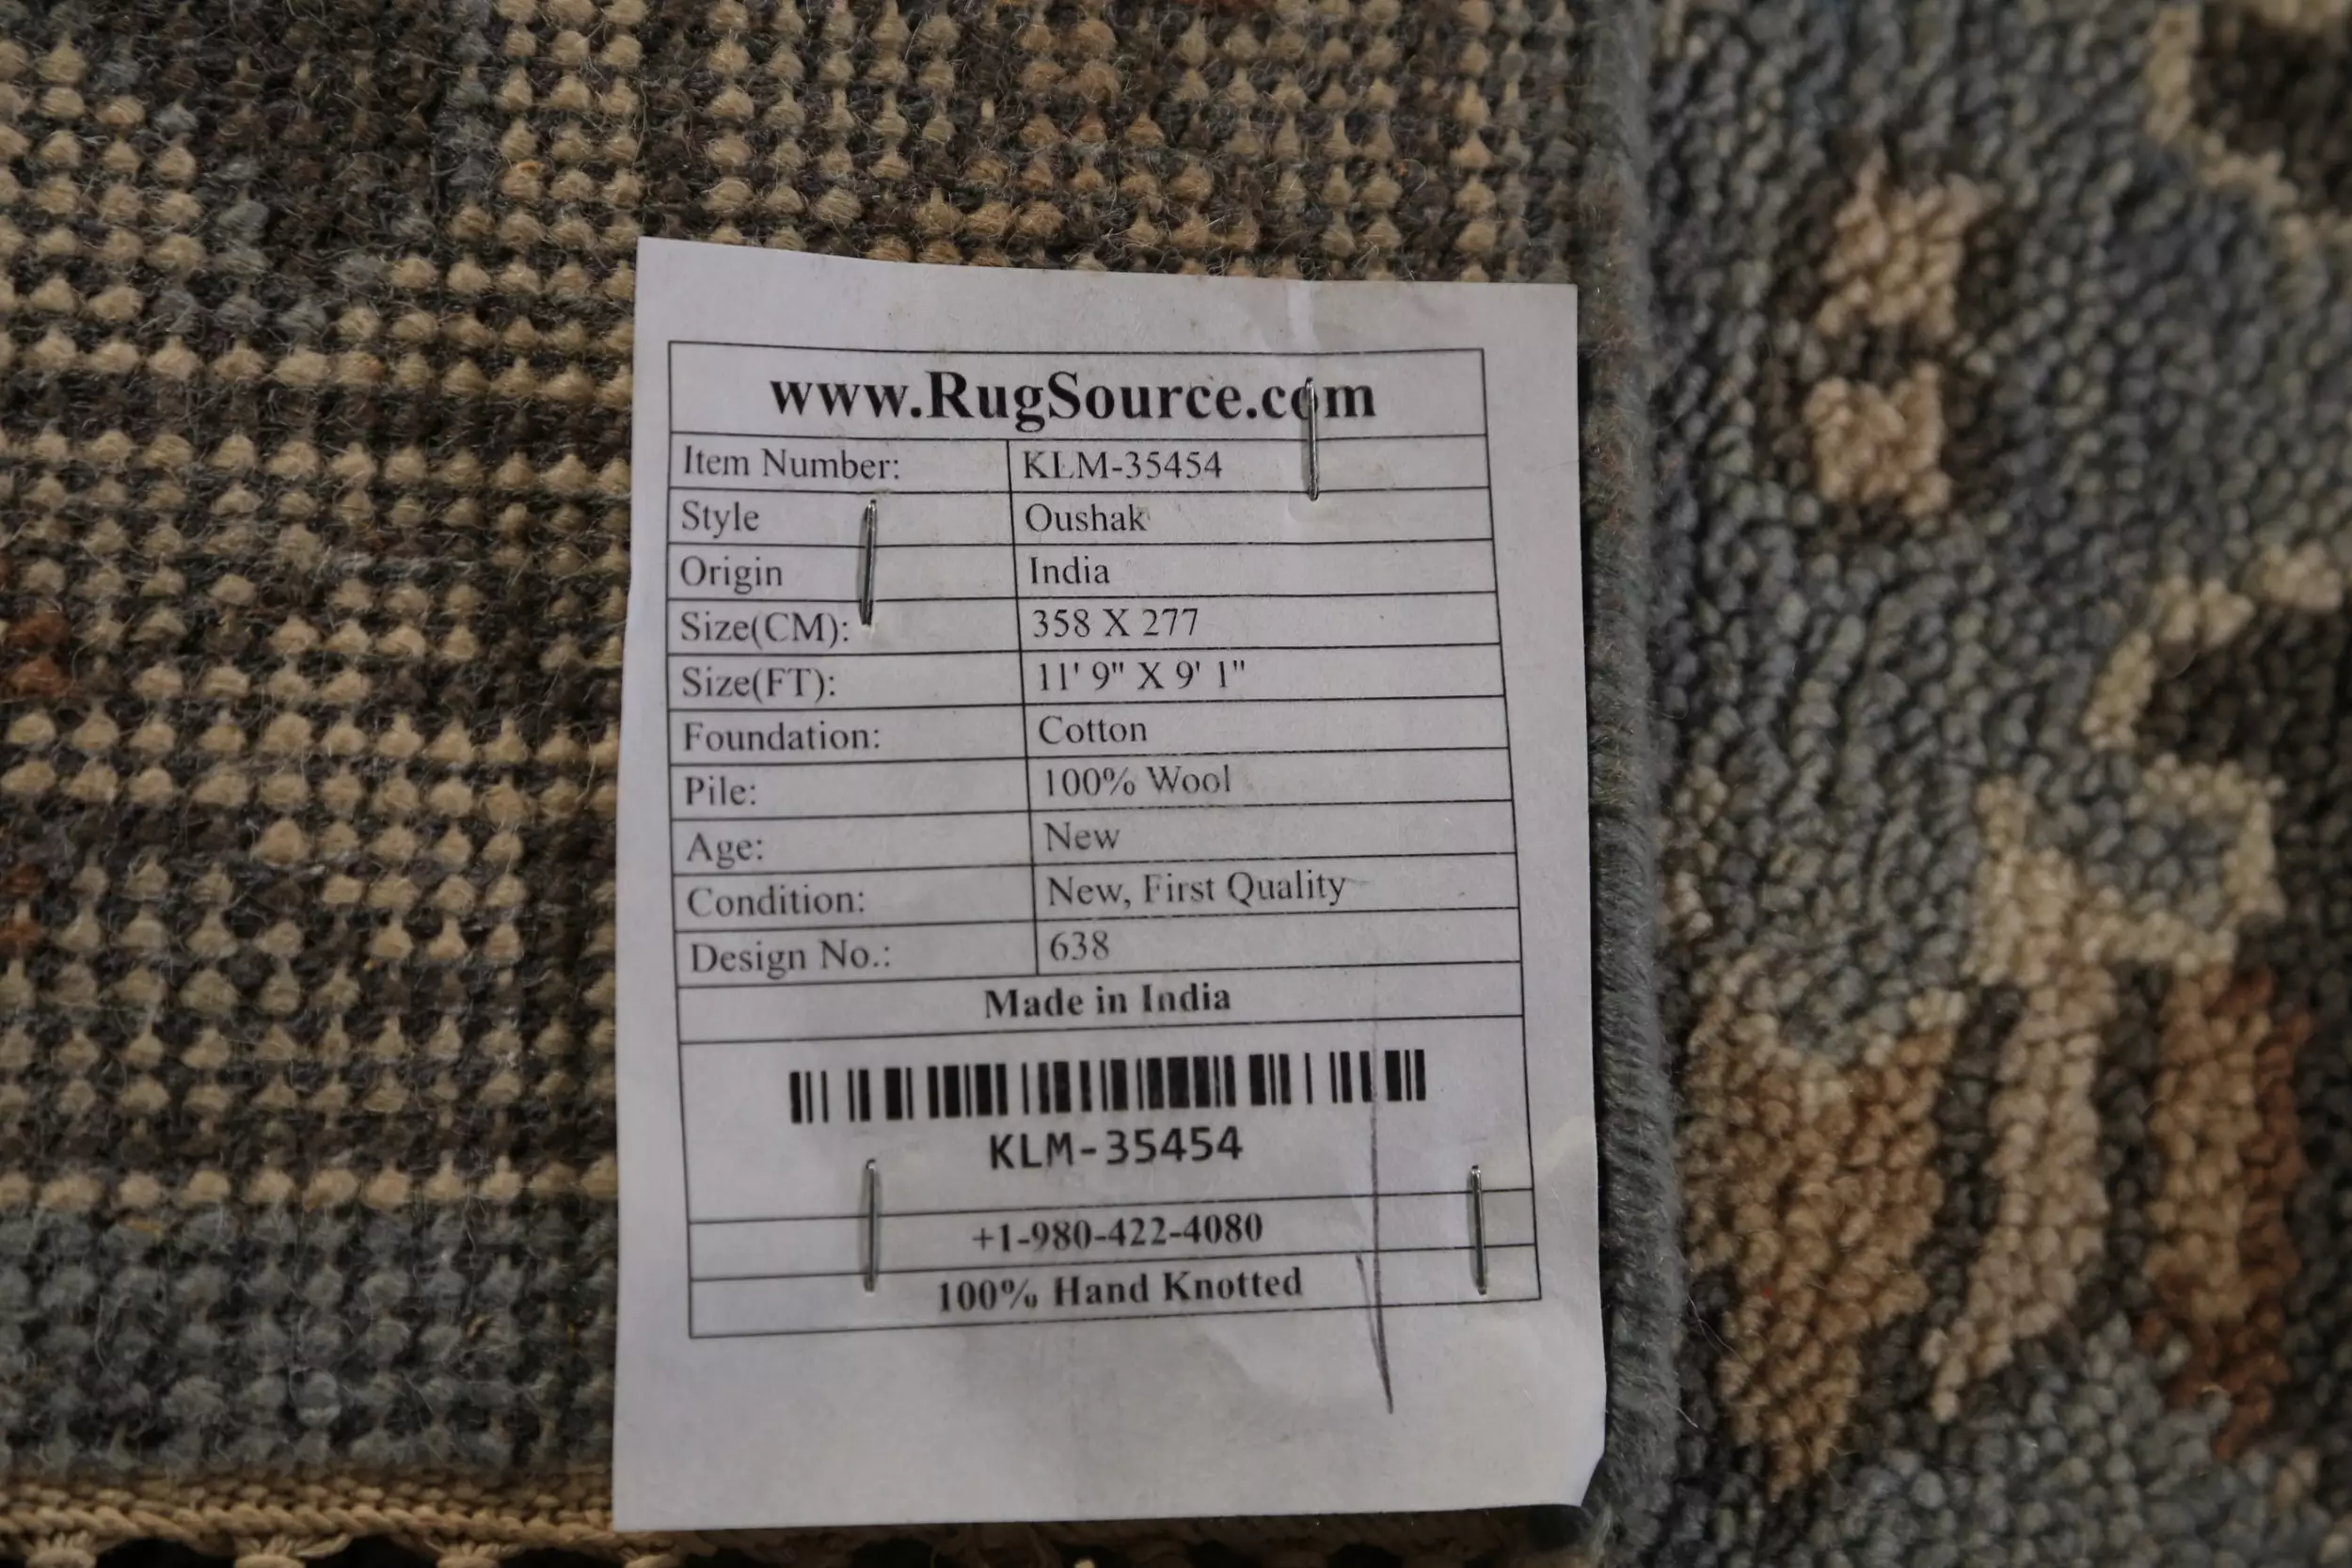 www.RugSource.com
Item Number: KLM-35454
Style Oushak
Origin India
Size(CM): 358 X 277
Size(FT): 11' 9" X 9' 1"
Foundation: Cotton
Pile: 100% Wool
Age: New
Condition: New, First Quality
Design No.: 638
Made in India
KLM-35454
+1-980-422-4080
100% Hand Knotted